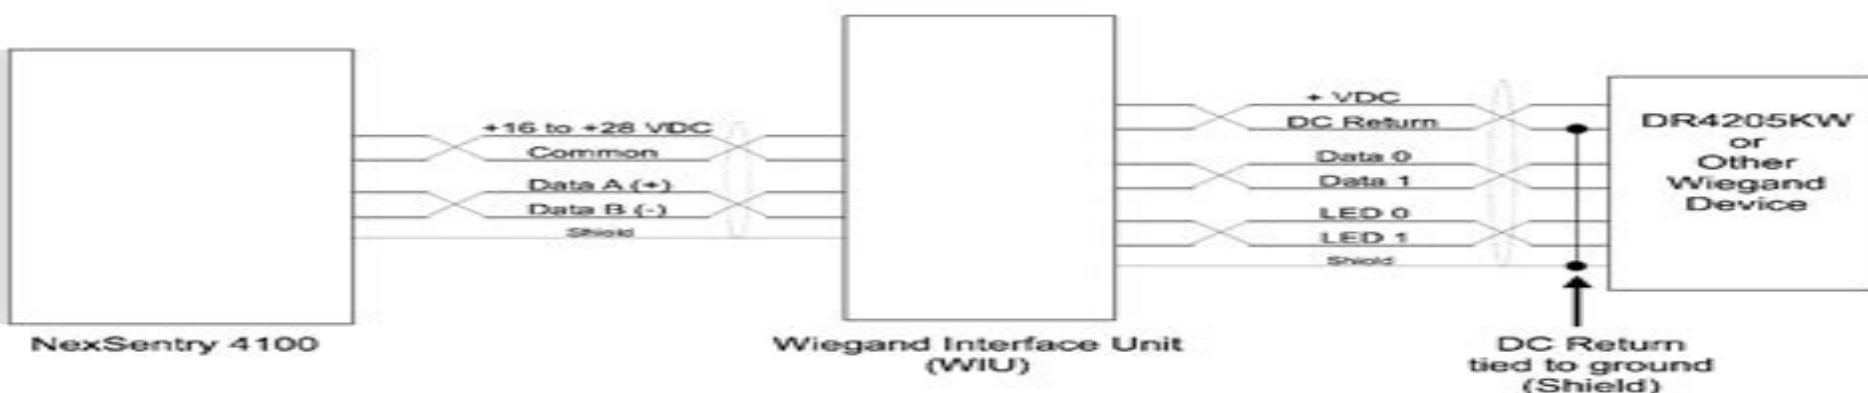 +16 to +28 VDC
Common
Data A (+)
Data B (-)
Shield
NexSentry 4100
Wiegand Interface Unit
(WIU)
+ VDC
DC Return
Data 0
Data 1
LED 0
LED 1
Shield
DR4205KW
or
Other
Wiegand
Device
DC Return
tied to ground
(Shield)